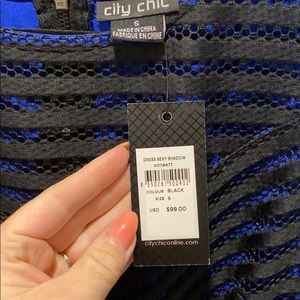 city chic
S
MADE IN CHINA
FABRIQUE EN CHINE
DRESS SEXY SHADOW
COLOUR BLACK
SIZE S
USD $99.00
citychiconline.com